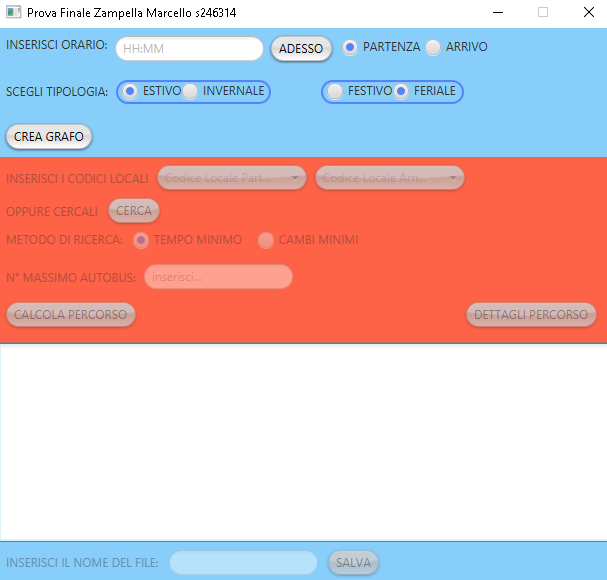 Prova Finale Zampella Marcello s246314
INSERISCI ORARIO: HH:MM ADESSO PARTENZA ARRIVO
SCEGLI TIPOLOGIA: ESTIVO INVERNALE FESTIVO FERIALE
CREA GRAFO
INSERISCI I CODICI LOCALI Codice Locale Part... Codice Locale Arri...
OPPURE CERCALI CERCA
METODO DI RICERCA: TEMPO MINIMO CAMBI MINIMI
N° MASSIMO AUTOBUS: inserisci...
CALCOLA PERCORSO DETTAGLI PERCORSO
INSERISCI IL NOME DEL FILE: SALVA